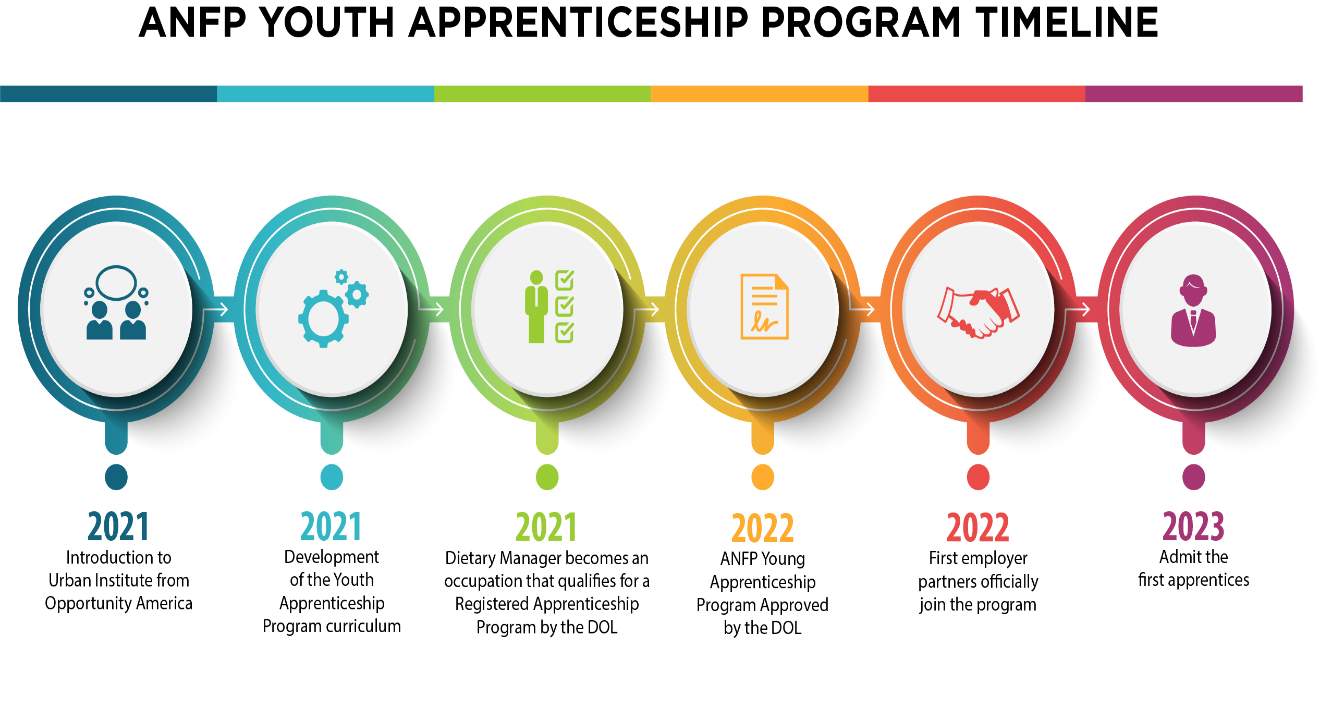 ANFP YOUTH APPRENTICESHIP PROGRAM TIMELINE
2021
Introduction to
Urban Institute from
Opportunity America
2021
Development
of the Youth
Apprenticeship
Program curriculum
2021
Dietary Manager becomes an
occupation that qualifies for a
Registered Apprenticeship
Program by the DOL
2022
ANFP Young
Apprenticeship
Program Approved
by the DOL
2022
First employer
partners officially
join the program
2023
Admit the
first apprentices